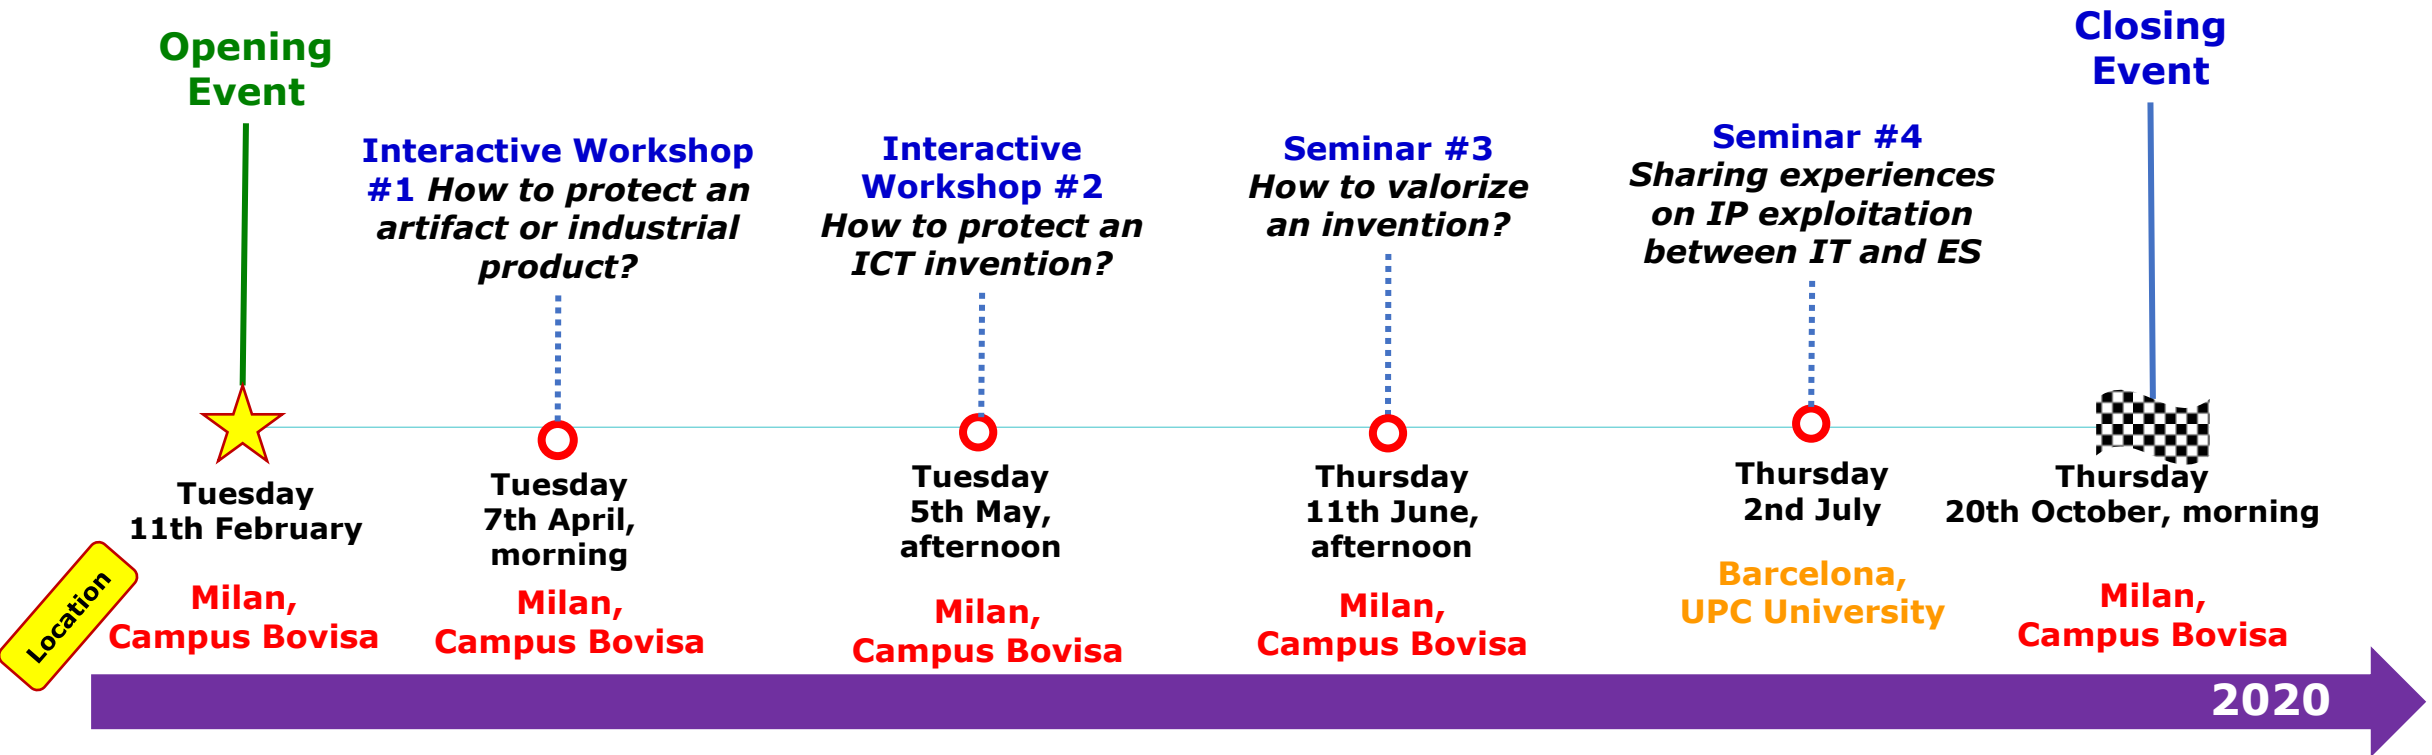 Opening
Event
Interactive Workshop
#1 How to protect an
artifact or industrial
product?
Interactive
Workshop #2
How to protect an
ICT invention?
Seminar #3
How to valorize
an invention?
Seminar #4
Sharing experiences
on IP exploitation
between IT and ES
Closing
Event
Tuesday
11th February
Tuesday
7th April,
morning
Tuesday
5th May,
afternoon
Thursday
11th June,
afternoon
Thursday
2nd July
Thursday
20th October, morning
Location
Milan,
Campus Bovisa
Milan,
Campus Bovisa
Milan,
Campus Bovisa
Milan,
Campus Bovisa
Barcelona,
UPC University
Milan,
Campus Bovisa
2020